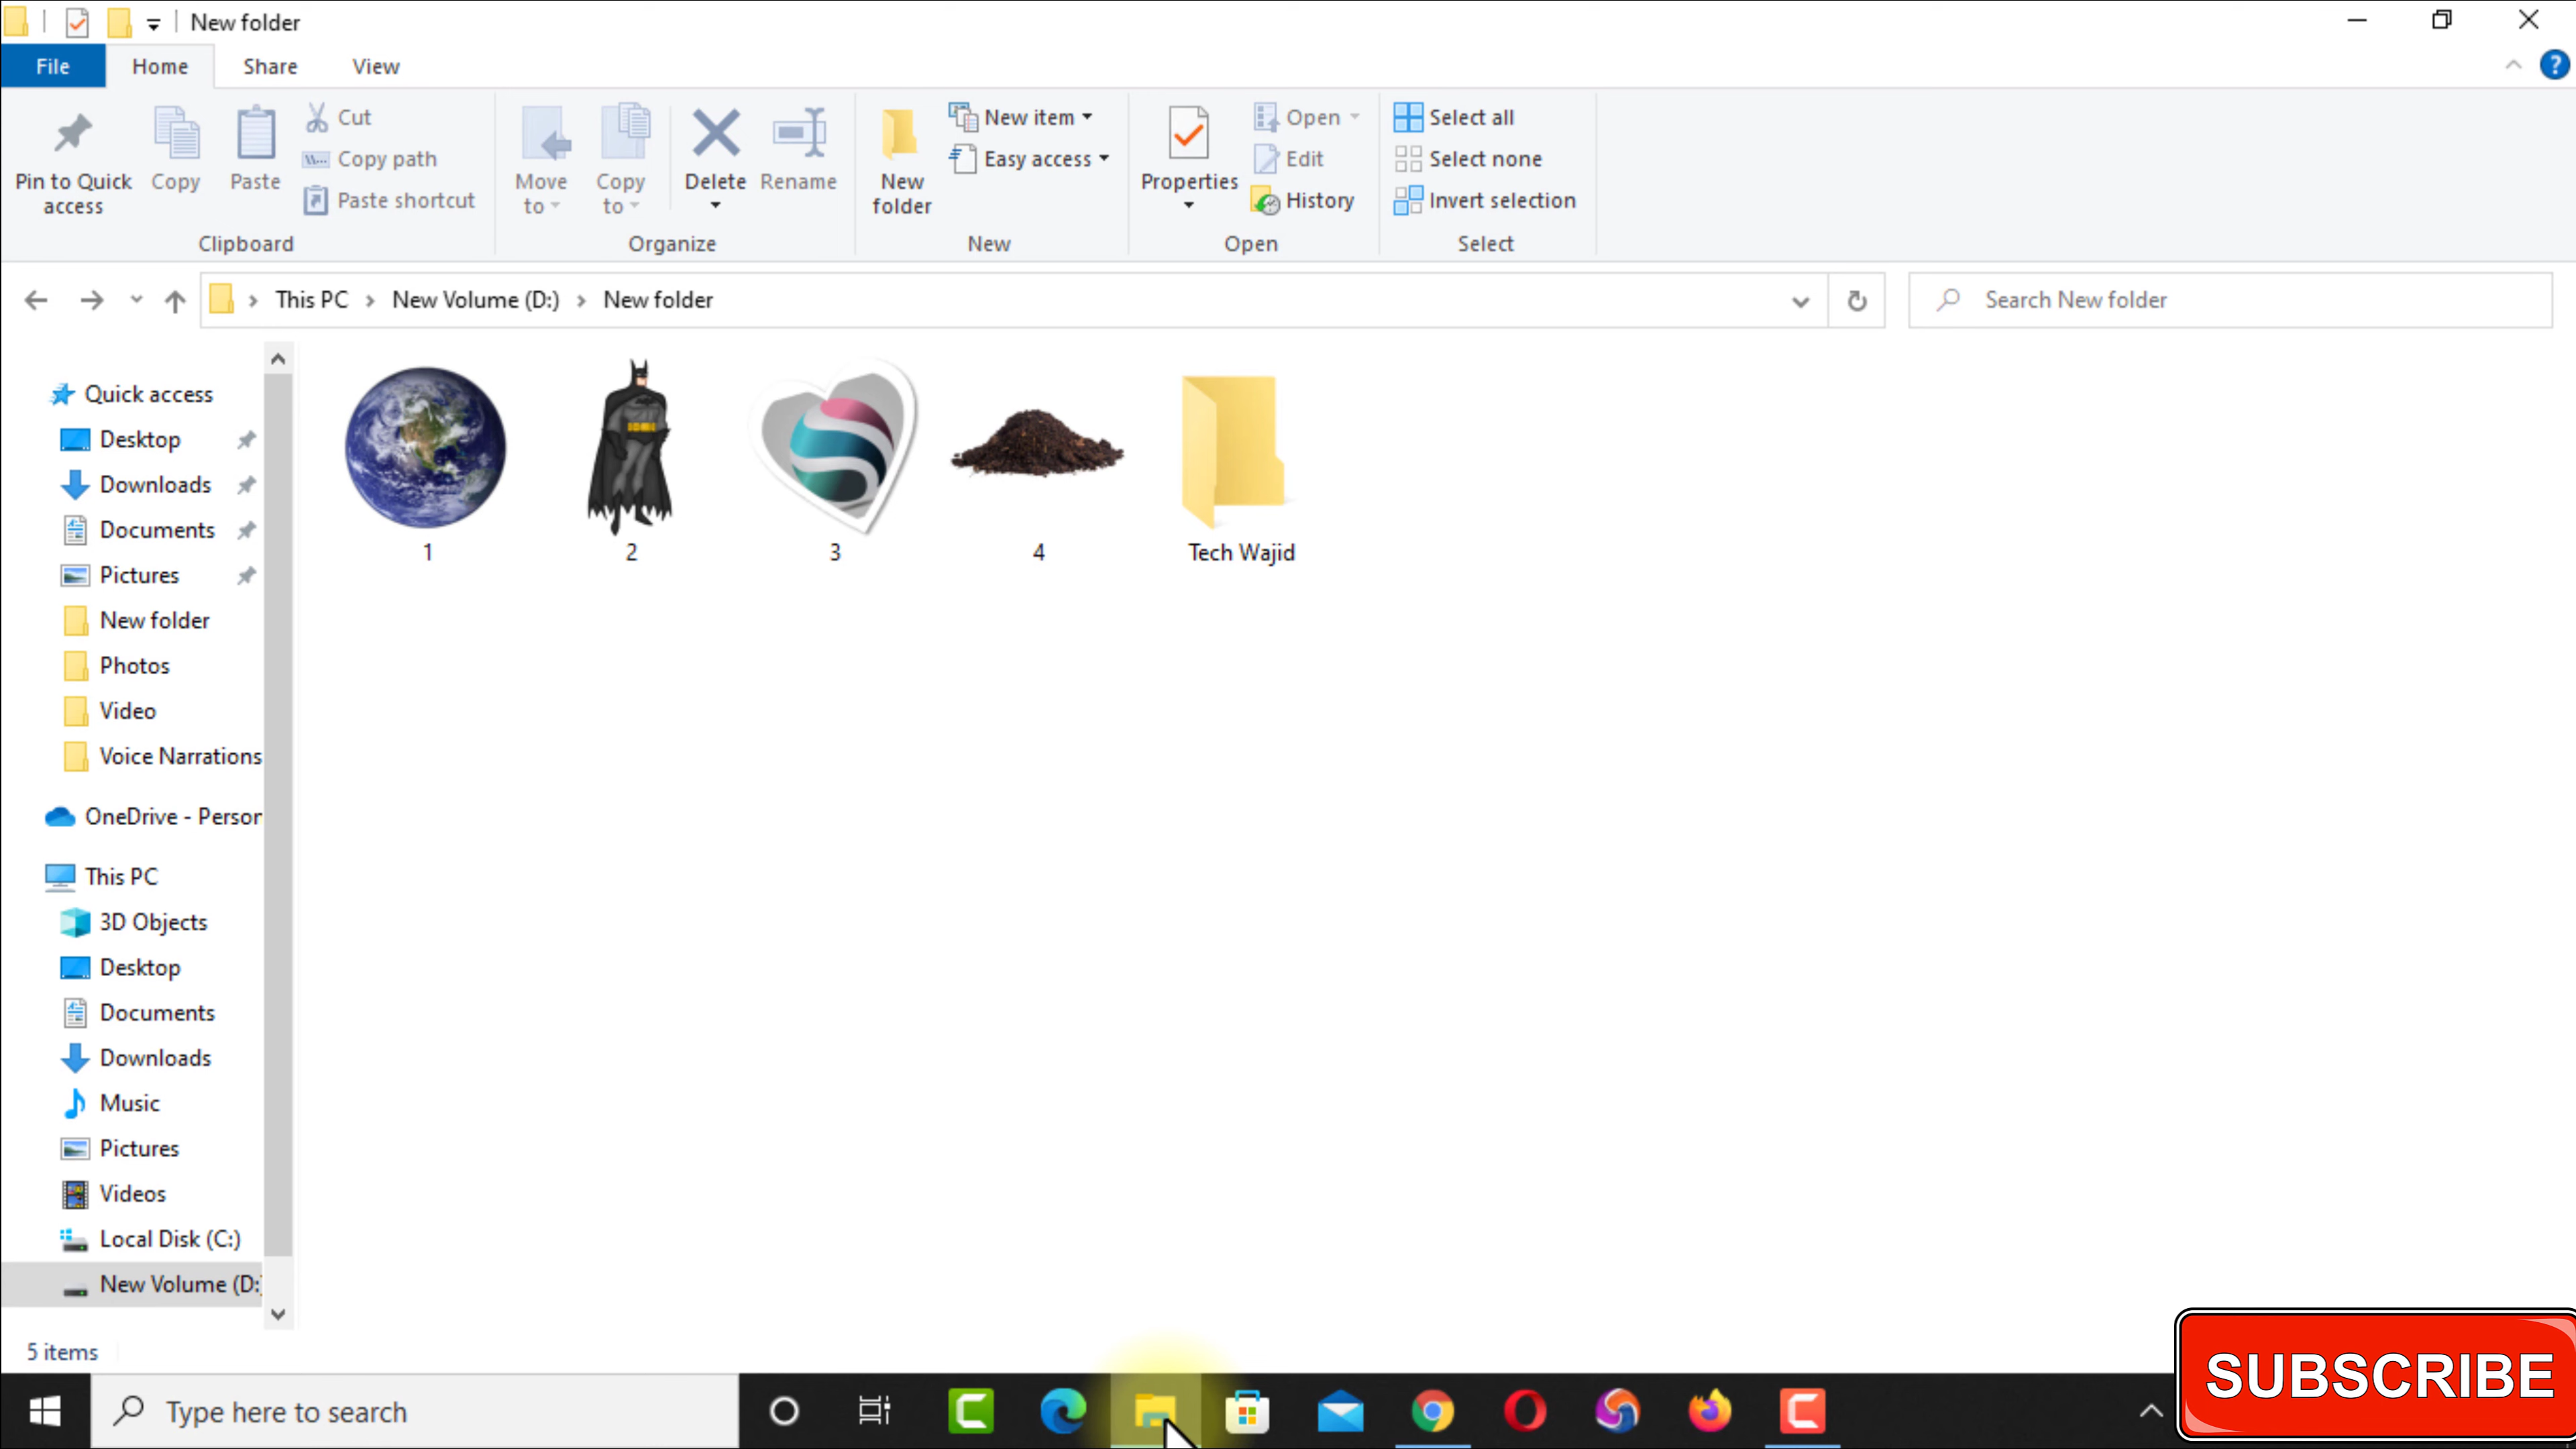 New folder
File Home Share View
Pin to Quick access
Copy
Paste
Cut
Copy path
Paste shortcut
Clipboard
Move to
Copy to
Delete
Rename
Organize
New folder
New item
Easy access
New
Properties
Open
Edit
History
Open
Select all
Select none
Invert selection
Select
This PC New Volume (D:) New folder
Search New folder
Quick access
Desktop
Downloads
Documents
Pictures
New folder
Photos
Video
Voice Narrations
OneDrive - Person
This PC
3D Objects
Desktop
Documents
Downloads
Music
Pictures
Videos
Local Disk (C:)
New Volume (D:
1
2
3
4
Tech Wajid
5 items
Type here to search
SUBSCRIBE